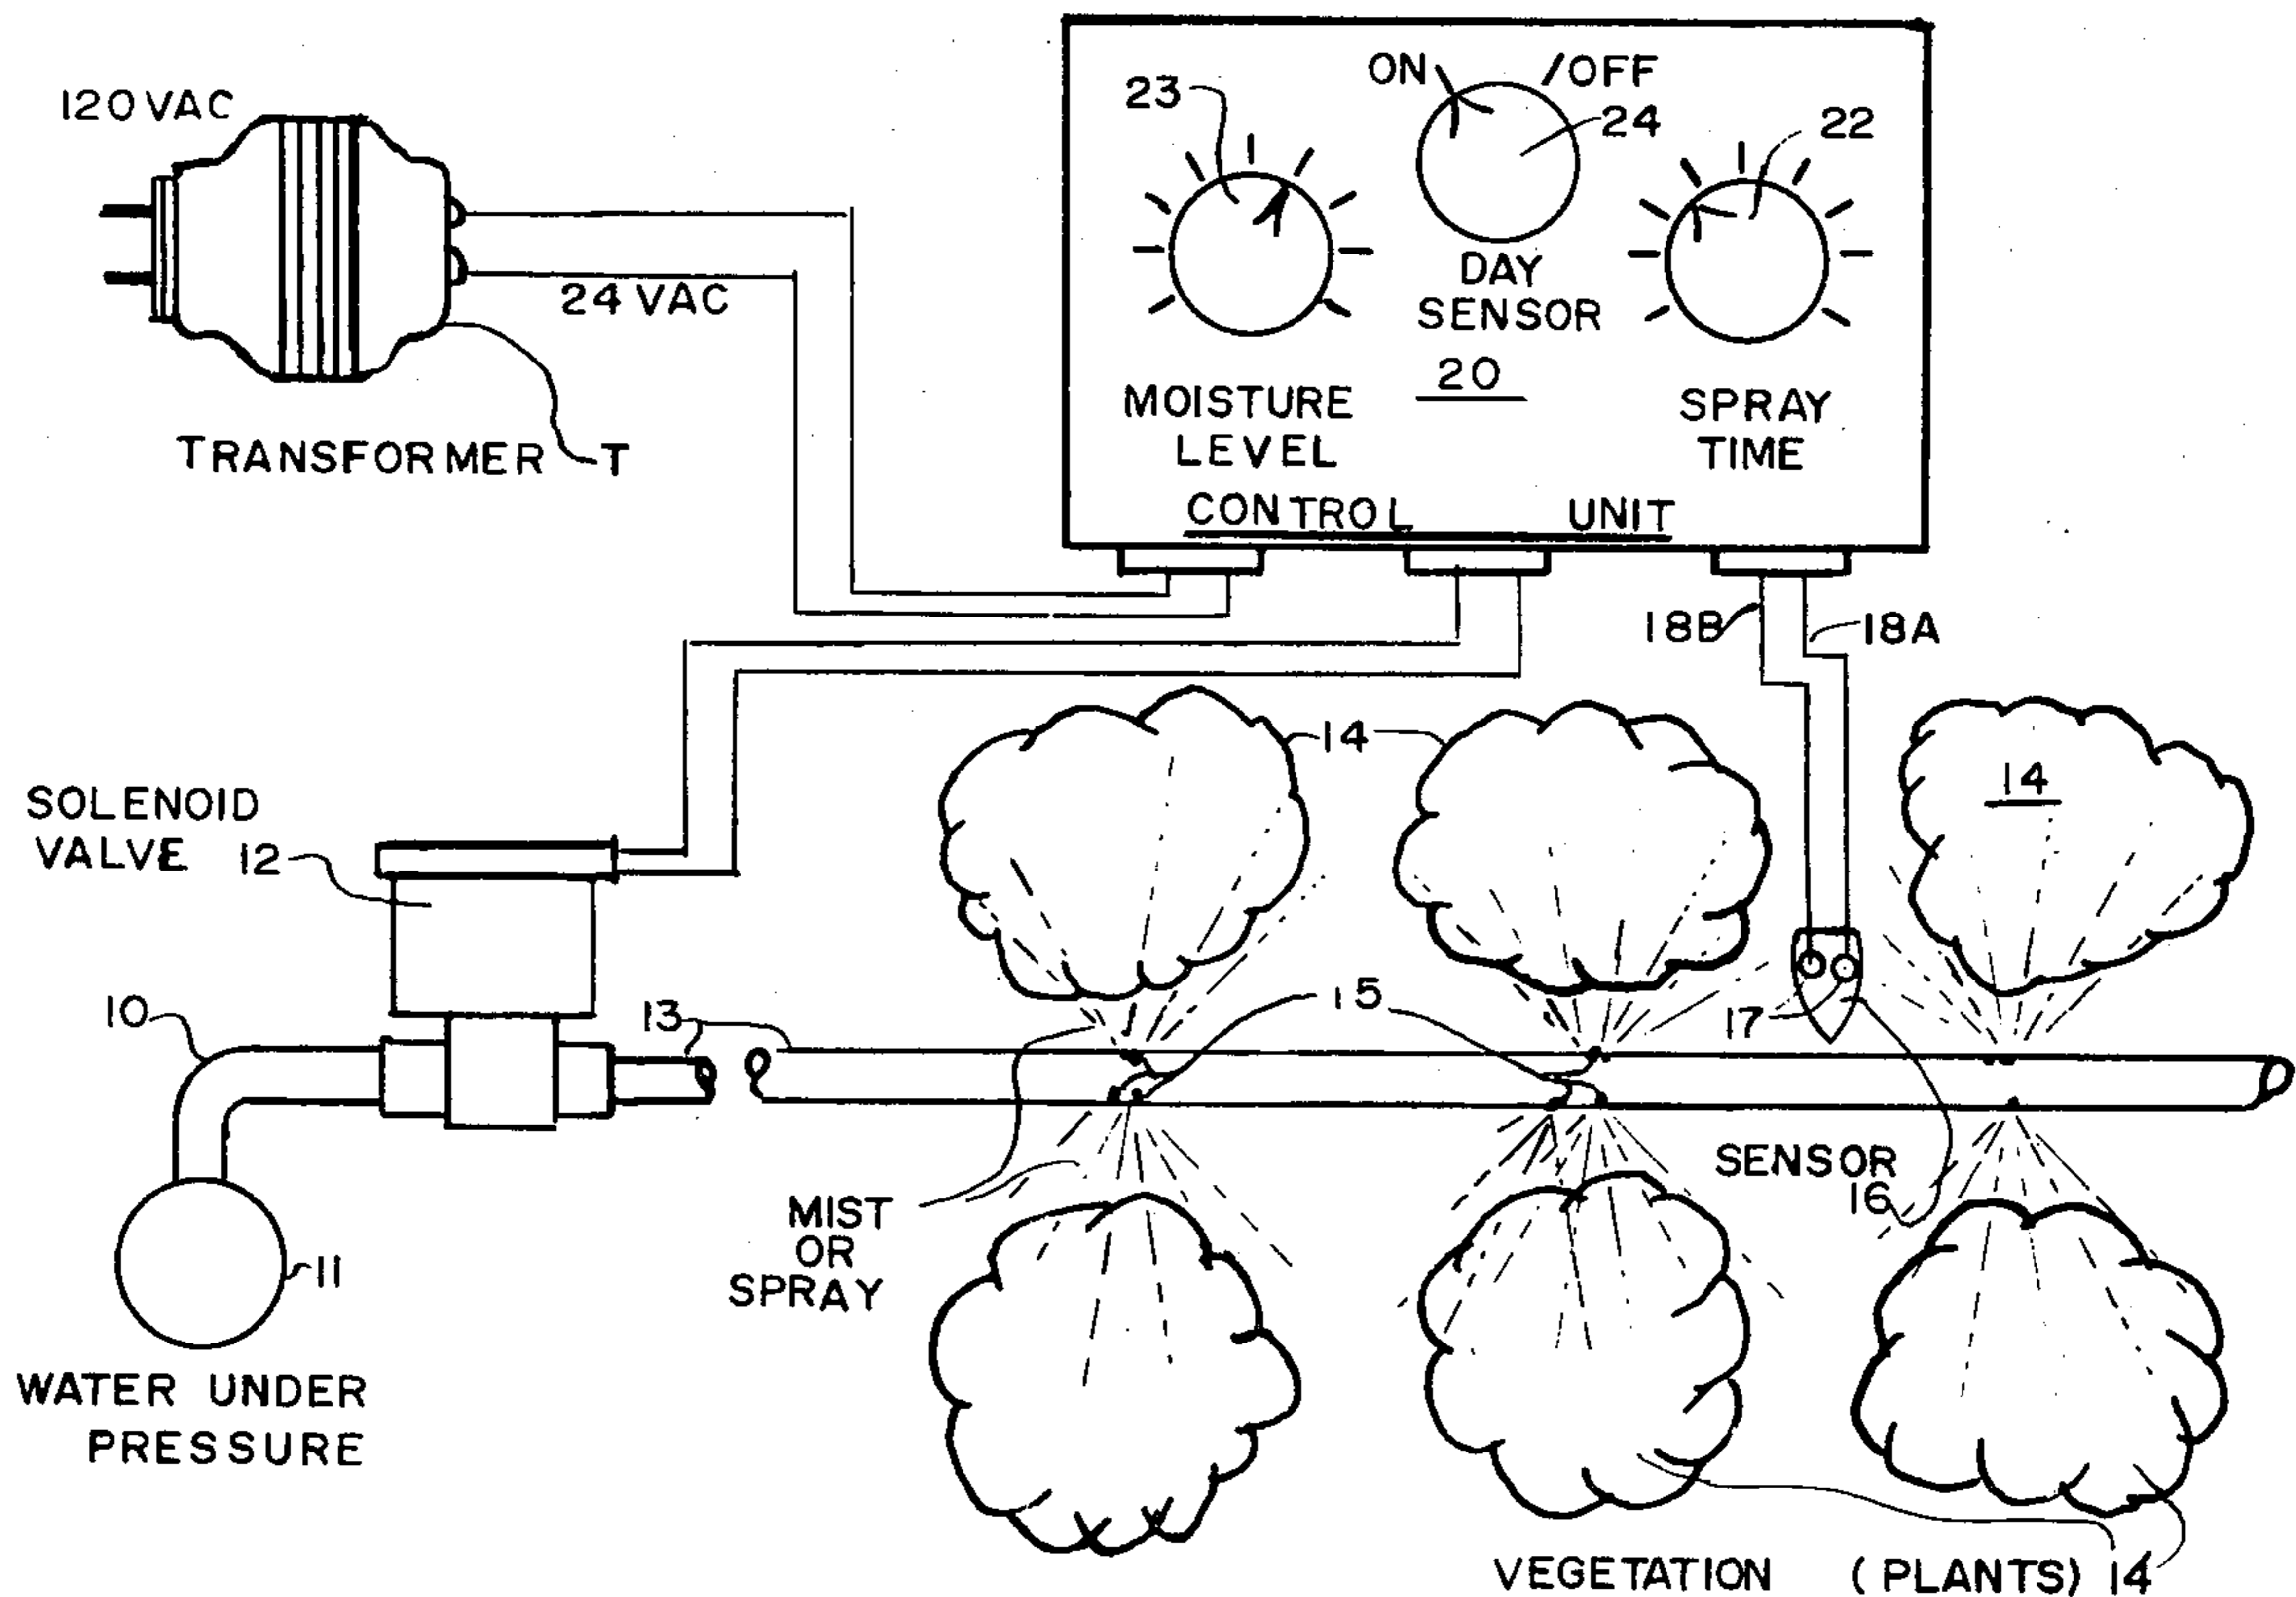 120 VAC
24 VAC
TRANSFORMER T
ON /OFF
23
24
22
DAY
SENSOR
20
MOISTURE
LEVEL
SPRAY
TIME
CONTROL UNIT
18B
18A
14
14
SOLENOID
VALVE 12
10
13
15
17
11
SENSOR
16
MIST
OR
SPRAY
WATER UNDER
PRESSURE
VEGETATION (PLANTS) 14